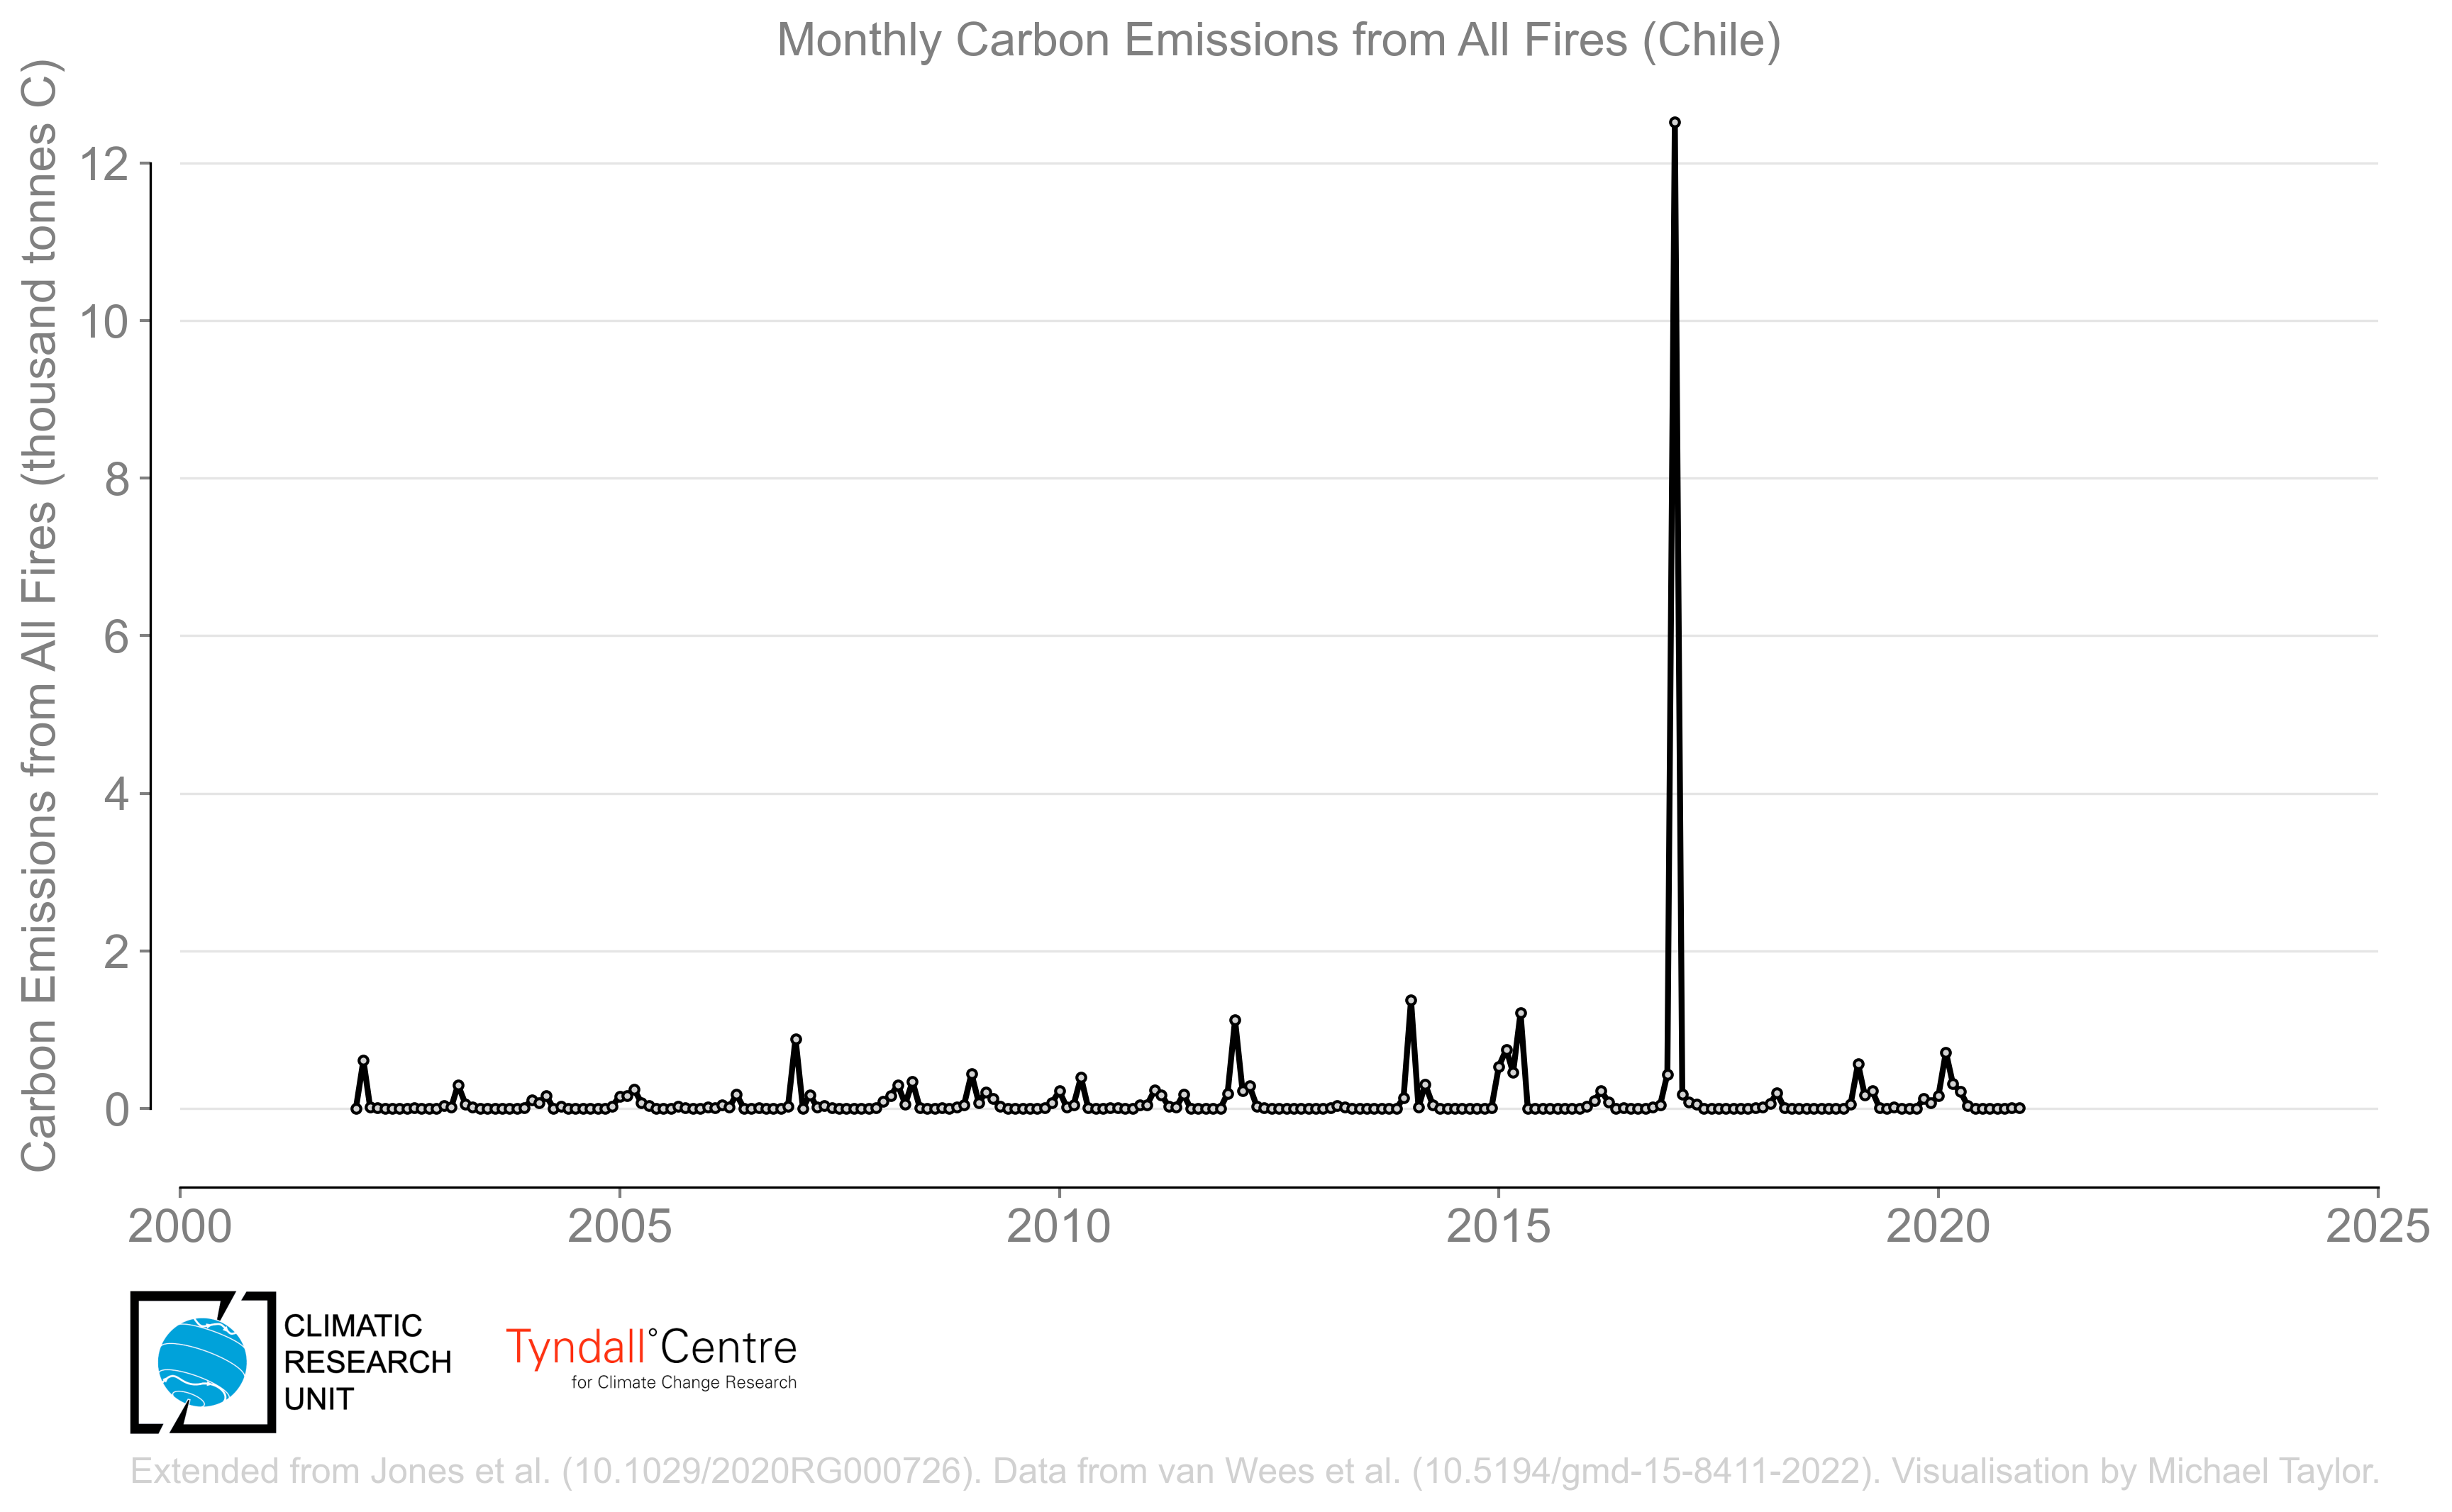 Monthly Carbon Emissions from All Fires (Chile)
Carbon Emissions from All Fires (thousand tonnes C)
12
10
8
6
4
2
0
2000 2005 2010 2015 2020 2025
CLIMATIC
RESEARCH
UNIT
Tyndall°Centre
for Climate Change Research
Extended from Jones et al. (10.1029/2020RG000726). Data from van Wees et al. (10.5194/gmd-15-8411-2022). Visualisation by Michael Taylor.